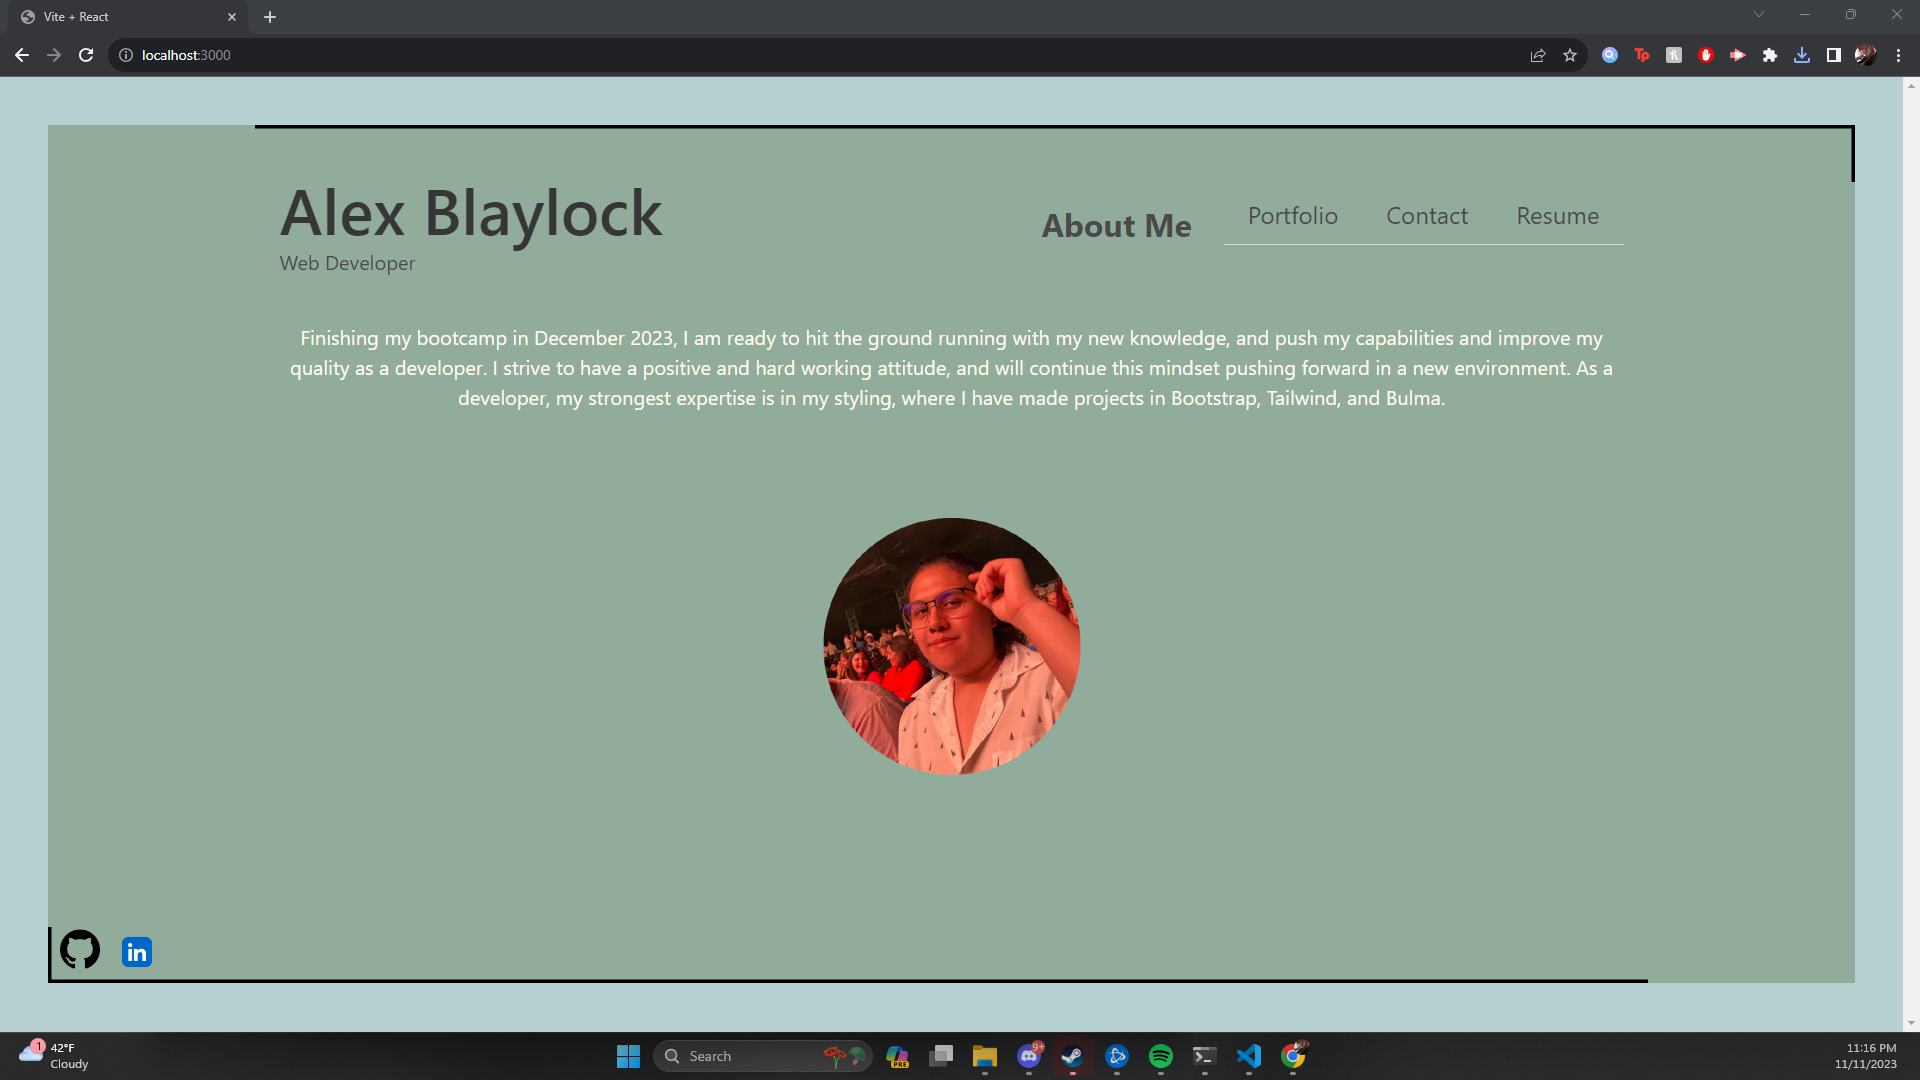 Vite + React
localhost:3000
Tp
Alex Blaylock
Web Developer
About Me
Portfolio
Contact
Resume
Finishing my bootcamp in December 2023, I am ready to hit the ground running with my new knowledge, and push my capabilities and improve my
quality as a developer. I strive to have a positive and hard working attitude, and will continue this mindset pushing forward in a new environment. As a
developer, my strongest expertise is in my styling, where I have made projects in Bootstrap, Tailwind, and Bulma.
in
1
42°F
Cloudy
Search
PRE
9+
11:16 PM
11/11/2023